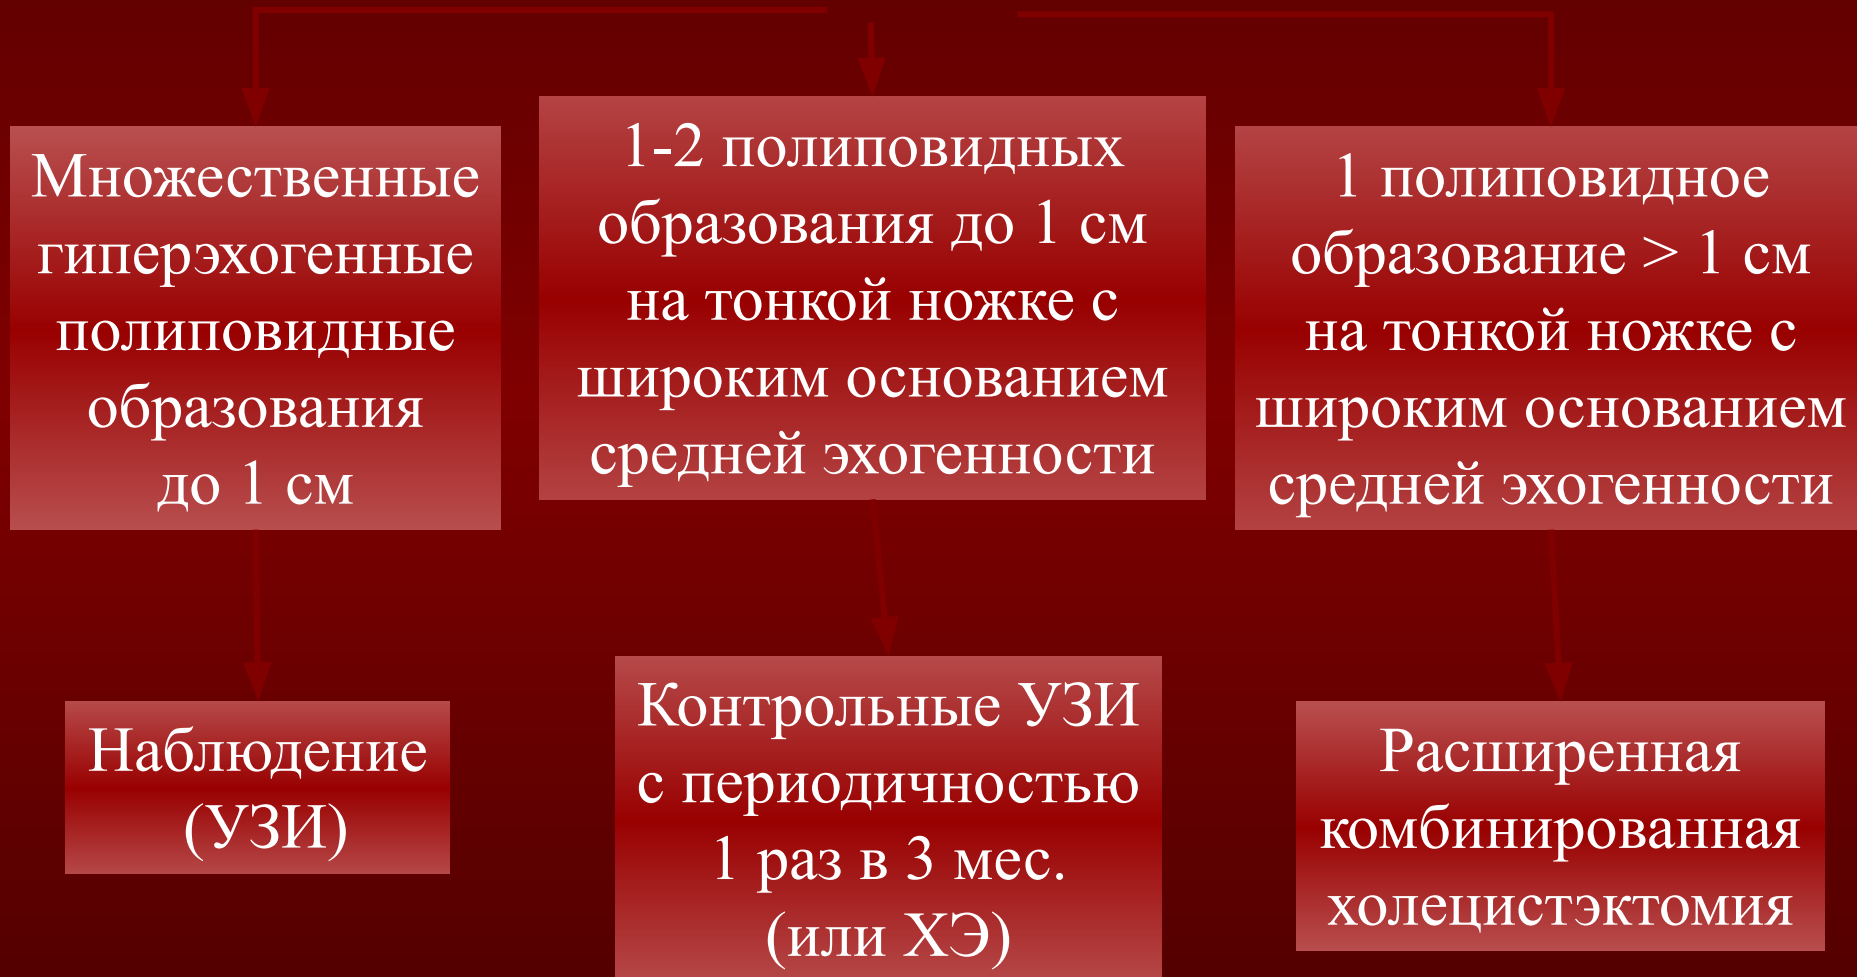 Множественные
гиперэхогенные
полиповидные
образования
до 1 см
1-2 полиповидных
образования до 1 см
на тонкой ножке с
широким основанием
средней эхогенности
1 полиповидное
образование > 1 см
на тонкой ножке с
широким основанием
средней эхогенности
Наблюдение
(УЗИ)
Контрольные УЗИ
с периодичностью
1 раз в 3 мес.
(или ХЭ)
Расширенная
комбинированная
холецистэктомия